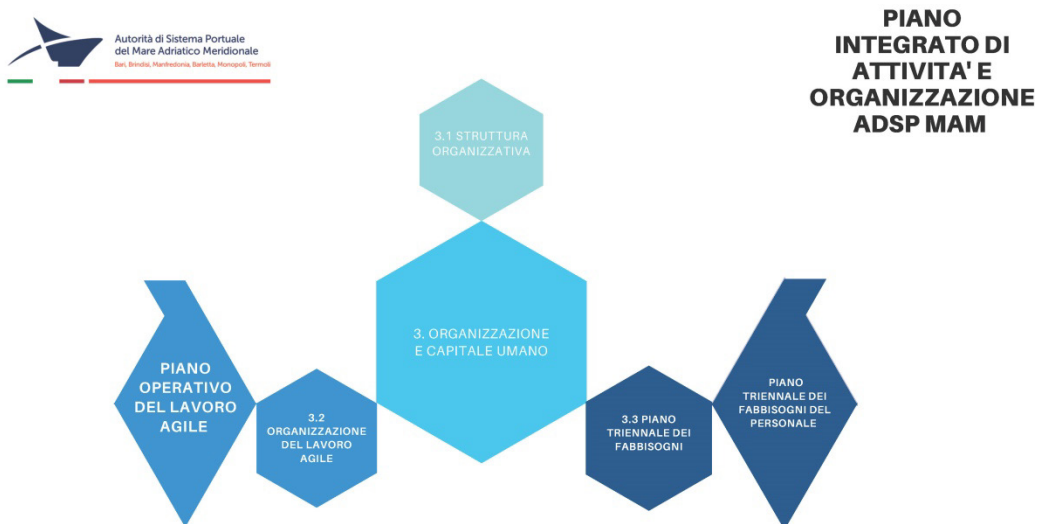 Autorità di Sistema Portuale
del Mare Adriatico Meridionale
Bari, Brindisi, Manfredonia, Barletta, Monopoli, Termoli
PIANO
INTEGRATO DI
ATTIVITA' E
ORGANIZZAZIONE
ADSP MAM
3.1 STRUTTURA
ORGANIZZATIVA
3. ORGANIZZAZIONE
E CAPITALE UMANO
PIANO
OPERATIVO
DEL LAVORO
AGILE
3.2
ORGANIZZAZIONE
DEL LAVORO
AGILE
3.3 PIANO
TRIENNALE DEI
FABBISOGNI
PIANO
TRIENNALE DEI
FABBISOGNI DEL
PERSONALE